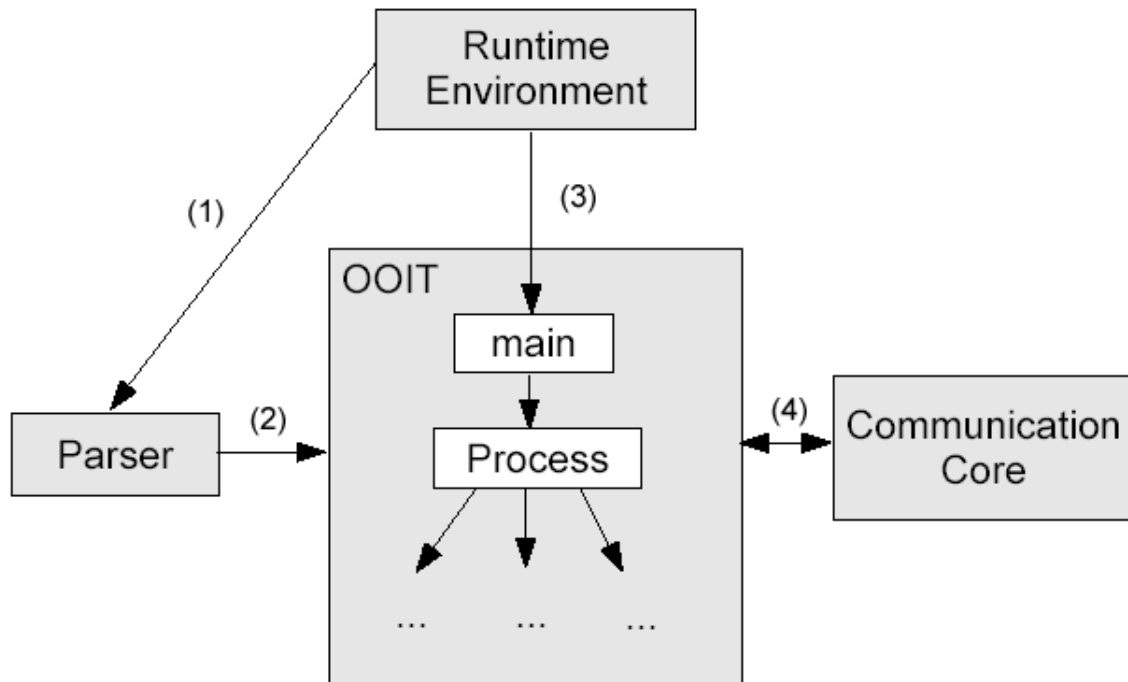 Runtime
Environment
(1)
(3)
OOIT
main
(2)
(4)
Parser
Process
Communication
Core
...
...
...